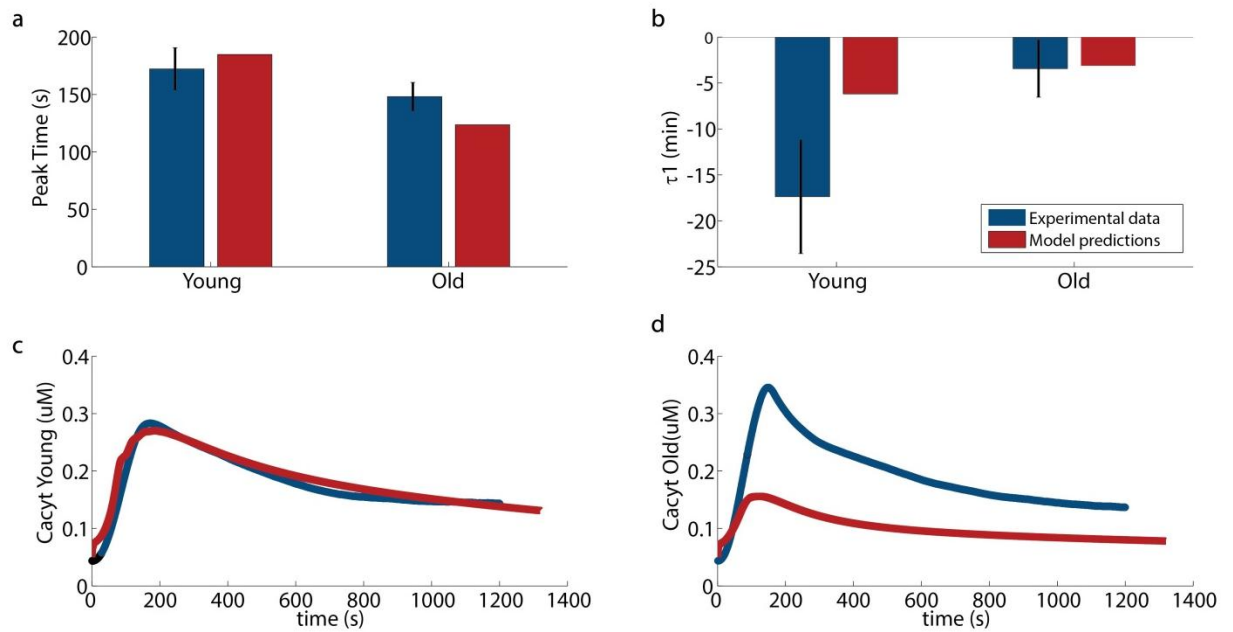 a
200
150
100
50
0
Peak Time (s)
Young
Old
b
0
-5
-10
-15
-20
-25
τ1 (min)
Experimental data
Model predictions
Young
Old
c
0.4
0.3
0.2
0.1
0
Cacyt Young (uM)
0
200
400
600
800
1000
1200
1400
time (s)
d
0.4
0.3
0.2
0.1
0
Cacyt Old(uM)
0
200
400
600
800
1000
1200
1400
time (s)